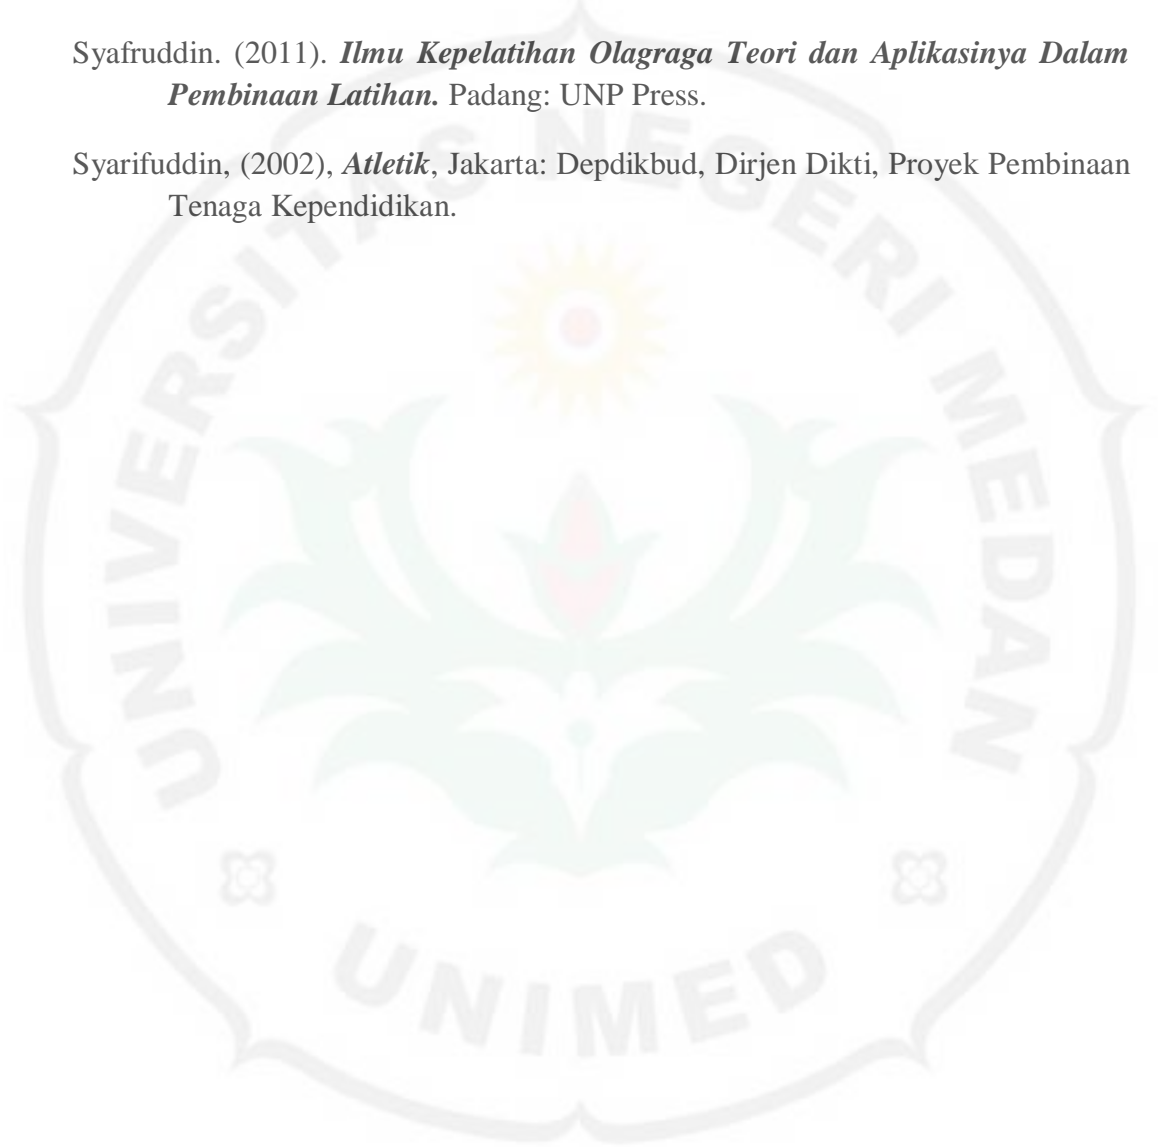 Syafruddin. (2011). Ilmu Kepelatihan Olagraga Teori dan Aplikasinya Dalam
Pembinaan Latihan. Padang: UNP Press.
Syarifuddin, (2002), Atletik, Jakarta: Depdikbud, Dirjen Dikti, Proyek Pembinaan
Tenaga Kependidikan.
UNIVERSITAS NEGERI MEDAN
UNIMED